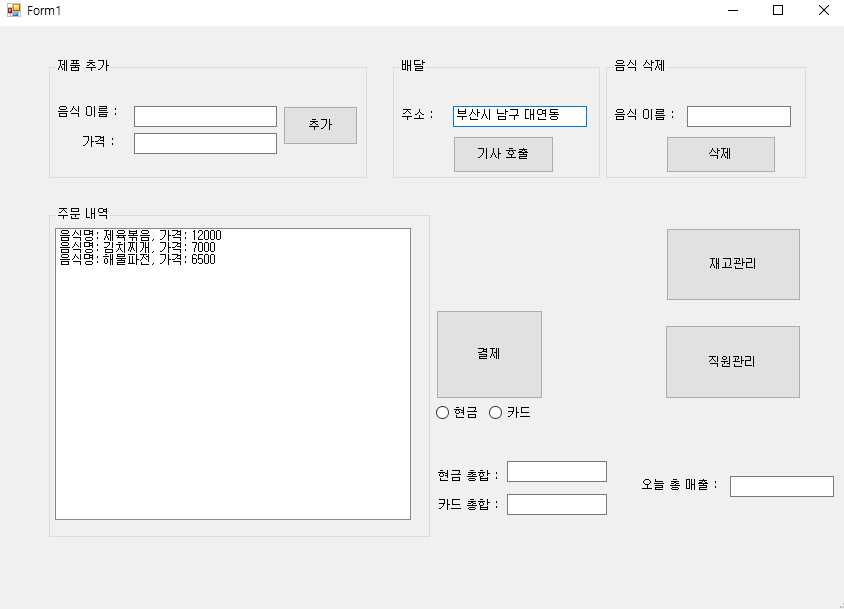 Form1
제품 추가
음식 이름 :
추가
가격 :
배달
주소 :
부산시 남구 대연동
기사 호출
음식 삭제
음식 이름 :
삭제
주문 내역
음식명: 제육볶음, 가격: 12000
음식명: 김치찌개, 가격: 7000
음식명: 해물파전, 가격: 6500
재고관리
결제
직원관리
현금
카드
현금 총합 :
카드 총합 :
오늘 총 매출 :